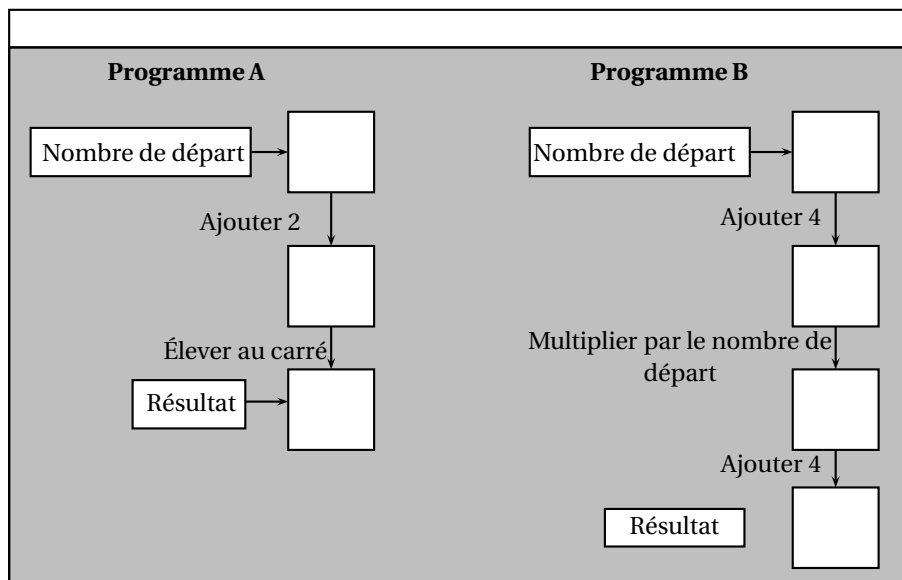 Programme A
Nombre de départ
Ajouter 2
Élever au carré
Résultat
Programme B
Nombre de départ
Ajouter 4
Multiplier par le nombre de
départ
Ajouter 4
Résultat